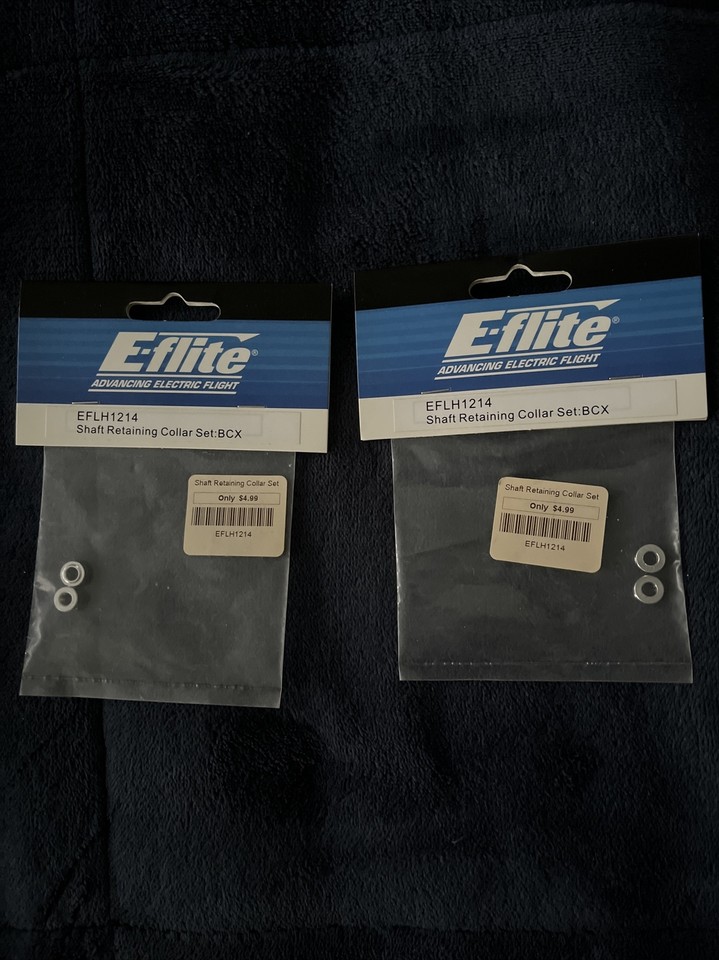 E-flite®
ADVANCING ELECTRIC FLIGHT
EFLH1214
Shaft Retaining Collar Set:BCX
Shaft Retaining Collar Set
Only $4.99
EFLH1214
E-flite®
ADVANCING ELECTRIC FLIGHT
EFLH1214
Shaft Retaining Collar Set:BCX
Shaft Retaining Collar Set
Only $4.99
EFLH1214